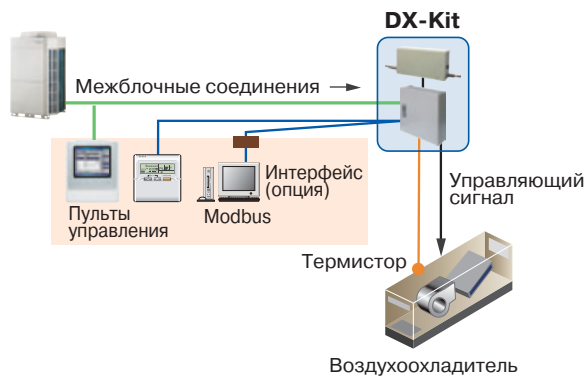 DX-Kit
Межблочные соединения
Интерфейс
(опция)
Modbus
Пульты
управления
Управляющий
сигнал
Термистор
Воздухоохладитель